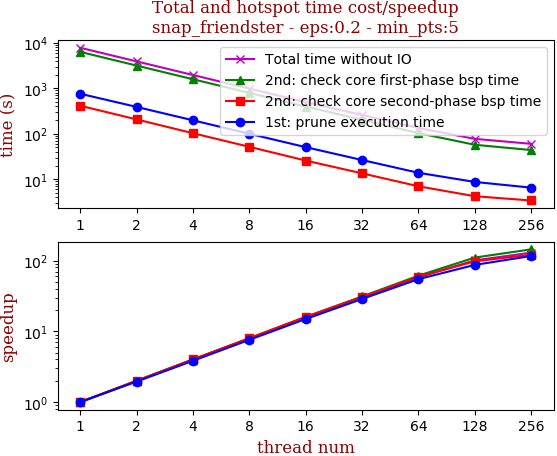 Total and hotspot time cost/speedup
snap_friendster - eps:0.2 - min_pts:5
time (s)
10⁴
10³
10²
10¹
Total time without IO
2nd: check core first-phase bsp time
2nd: check core second-phase bsp time
1st: prune execution time
1 2 4 8 16 32 64 128 256
speedup
10²
10¹
10⁰
1 2 4 8 16 32 64 128 256
thread num